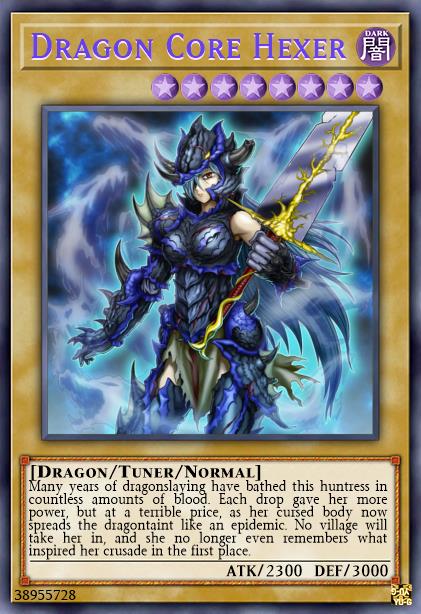 DRAGON CORE HEXER
DARK
闇
[DRAGON/TUNER/NORMAL]
Many years of dragonslaying have bathed this huntress in
countless amounts of blood. Each drop gave her more
power, but at a terrible price, as her cursed body now
spreads the dragontaint like an epidemic. No village will
take her in, and she no longer even remembers what
inspired her crusade in the first place.
ATK/2300 DEF/3000
38955728